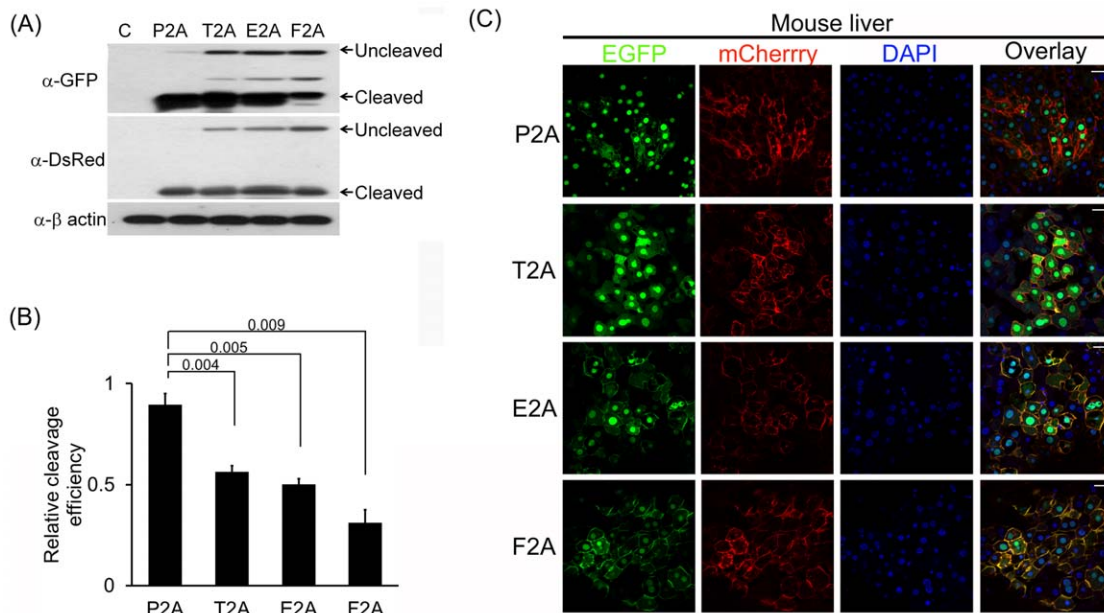 (A)
C P2A T2A E2A F2A
α-GFP
Uncleaved
Cleaved
α-DsRed
Uncleaved
Cleaved
α-β actin
(B)
0.009
0.005
0.004
Relative cleavage
efficiency
1
0.5
0
P2A T2A E2A F2A
(C)
Mouse liver
EGFP mCherrry DAPI Overlay
P2A
T2A
E2A
F2A